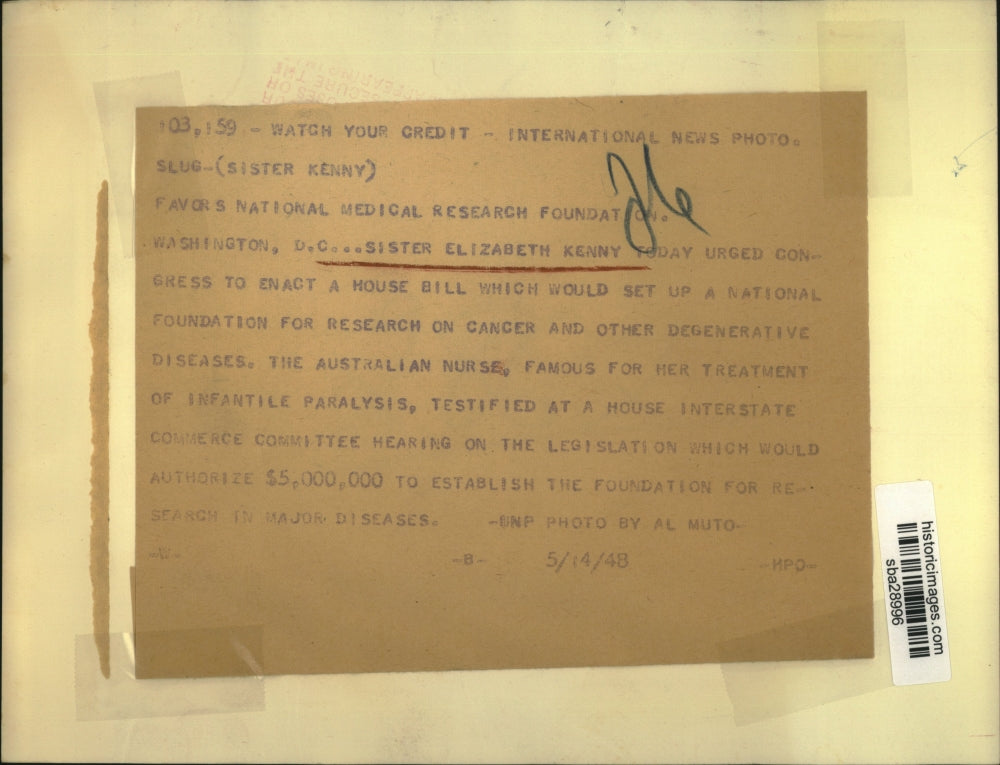 103,159 - WATCH YOUR CREDIT - INTERNATIONAL NEWS PHOTO.
SLUG-(SISTER KENNY)
FAVORS NATIONAL MEDICAL RESEARCH FOUNDATION.
WASHINGTON, D.C...SISTER ELIZABETH KENNY TODAY URGED CON-
GRESS TO ENACT A HOUSE BILL WHICH WOULD SET UP A NATIONAL
FOUNDATION FOR RESEARCH ON CANCER AND OTHER DEGENERATIVE
DISEASES. THE AUSTRALIAN NURSE, FAMOUS FOR HER TREATMENT
OF INFANTILE PARALYSIS, TESTIFIED AT A HOUSE INTERSTATE
COMMERCE COMMITTEE HEARING ON THE LEGISLATION WHICH WOULD
AUTHORIZE $5,000,000 TO ESTABLISH THE FOUNDATION FOR RE-
SEARCH IN MAJOR DISEASES. -UNP PHOTO BY AL MUTO-
-W- -B- 5/14/48 -MPO-
historicimages.com
sba28996